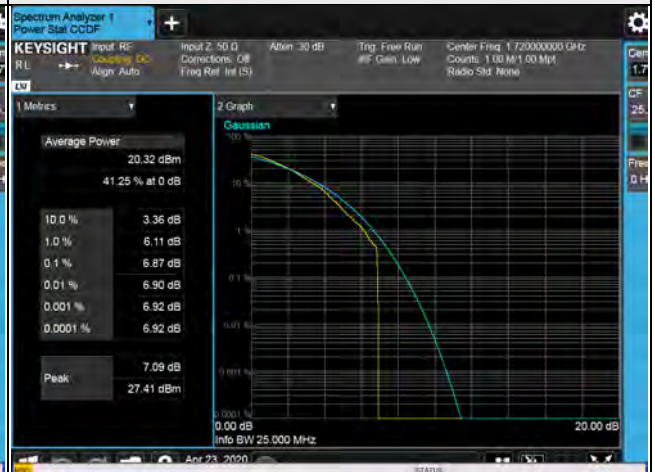 Spectrum Analyzer 1
Power Stat CCDF
KEYSIGHT Input: RF
Input Z: 50 Ω
Atten: 30 dB
Trig: Free Run
Center Freq: 1.720000000 GHz
RL
Coupling: DC
Corrections: Off
#IF Gain: Low
Counts: 1.00 M/1.00 Mpt
Align: Auto
Freq Ref: Int (S)
Radio Std: None
LW
1 Metrics
2 Graph
Gaussian
Average Power
20.32 dBm
41.25 % at 0 dB
10.0 % 3.36 dB
1.0 % 6.11 dB
0.1 % 6.87 dB
0.01 % 6.90 dB
0.001 % 6.92 dB
0.0001 % 6.92 dB
Peak
7.09 dB
27.41 dBm
100 %
10 %
1 %
0.1 %
0.01 %
0.001 %
0.0001 %
0.00 dB
20.00 dB
Info BW 25.000 MHz
Apr 23, 2020
STATUS
CF